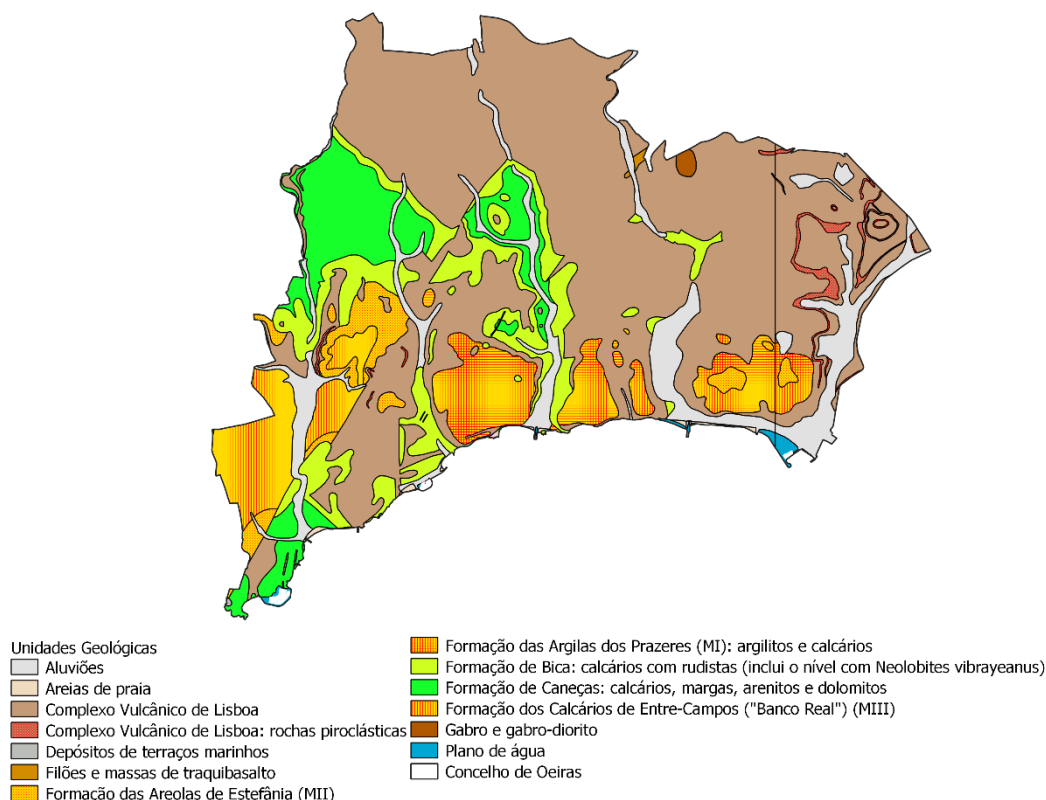 Unidades Geológicas
Aluviões
Areias de praia
Complexo Vulcânico de Lisboa
Complexo Vulcânico de Lisboa: rochas piroclásticas
Depósitos de terraços marinhos
Filões e massas de traquibasalto
Formação das Areolas de Estefânia (MII)
Formação das Argilas dos Prazeres (MI): argilitos e calcários
Formação de Bica: calcários com rudistas (inclui o nível com Neolobites vibrayeanus)
Formação de Caneças: calcários, margas, arenitos e dolomitos
Formação dos Calcários de Entre-Campos ("Banco Real") (MIII)
Gabro e gabro-diorito
Plano de água
Concelho de Oeiras